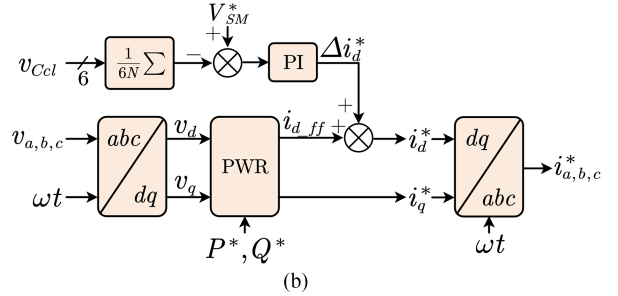 V*SM
+
vCcl
6
1/6N ∑
−
PI
Δi*d
+
va,b,c
abc
dq
vd
PWR
id_ff
+
i*d
dq
abc
i*a,b,c
ωt
vq
i*q
P*, Q*
ωt
(b)